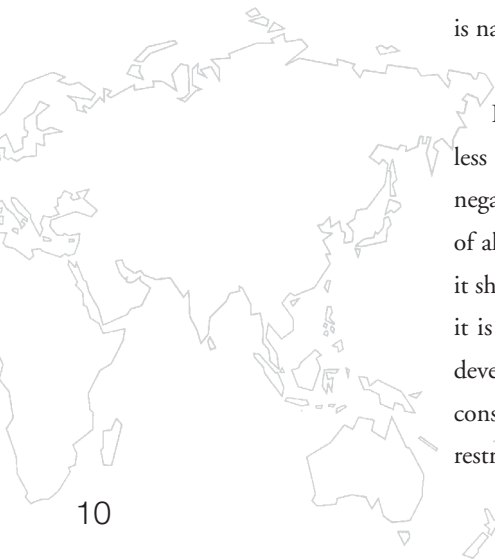 is na
less
nega
of al
it sh
it is
deve
cons
restr
10